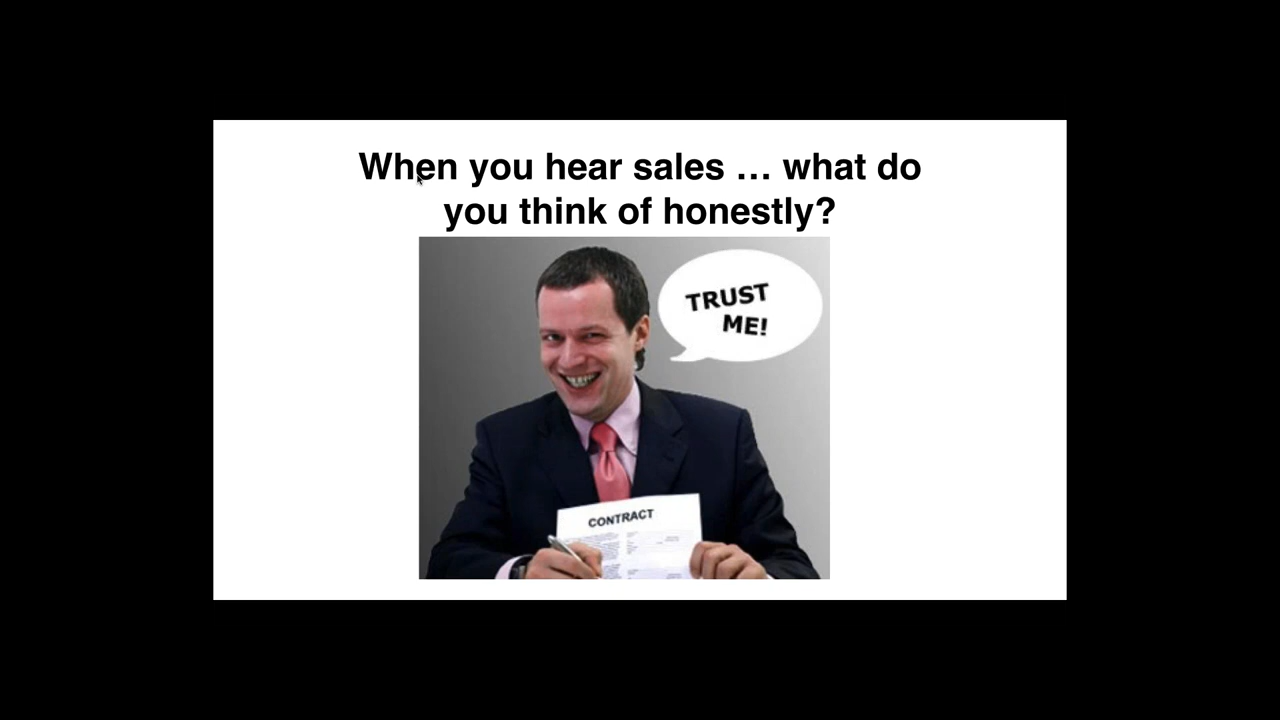 When you hear sales … what do
you think of honestly?
TRUST
ME!
CONTRACT